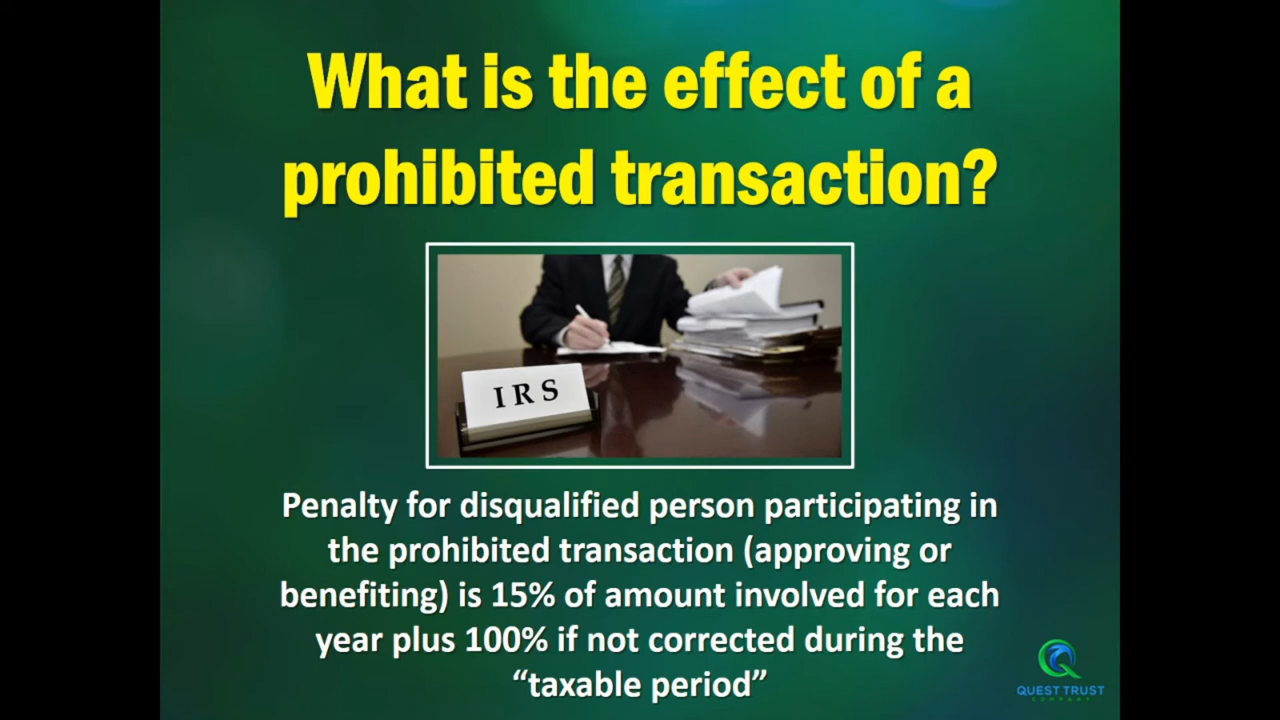 What is the effect of a
prohibited transaction?
IRS
Penalty for disqualified person participating in
the prohibited transaction (approving or
benefiting) is 15% of amount involved for each
year plus 100% if not corrected during the
“taxable period”
QUEST TRUST
COMPANY